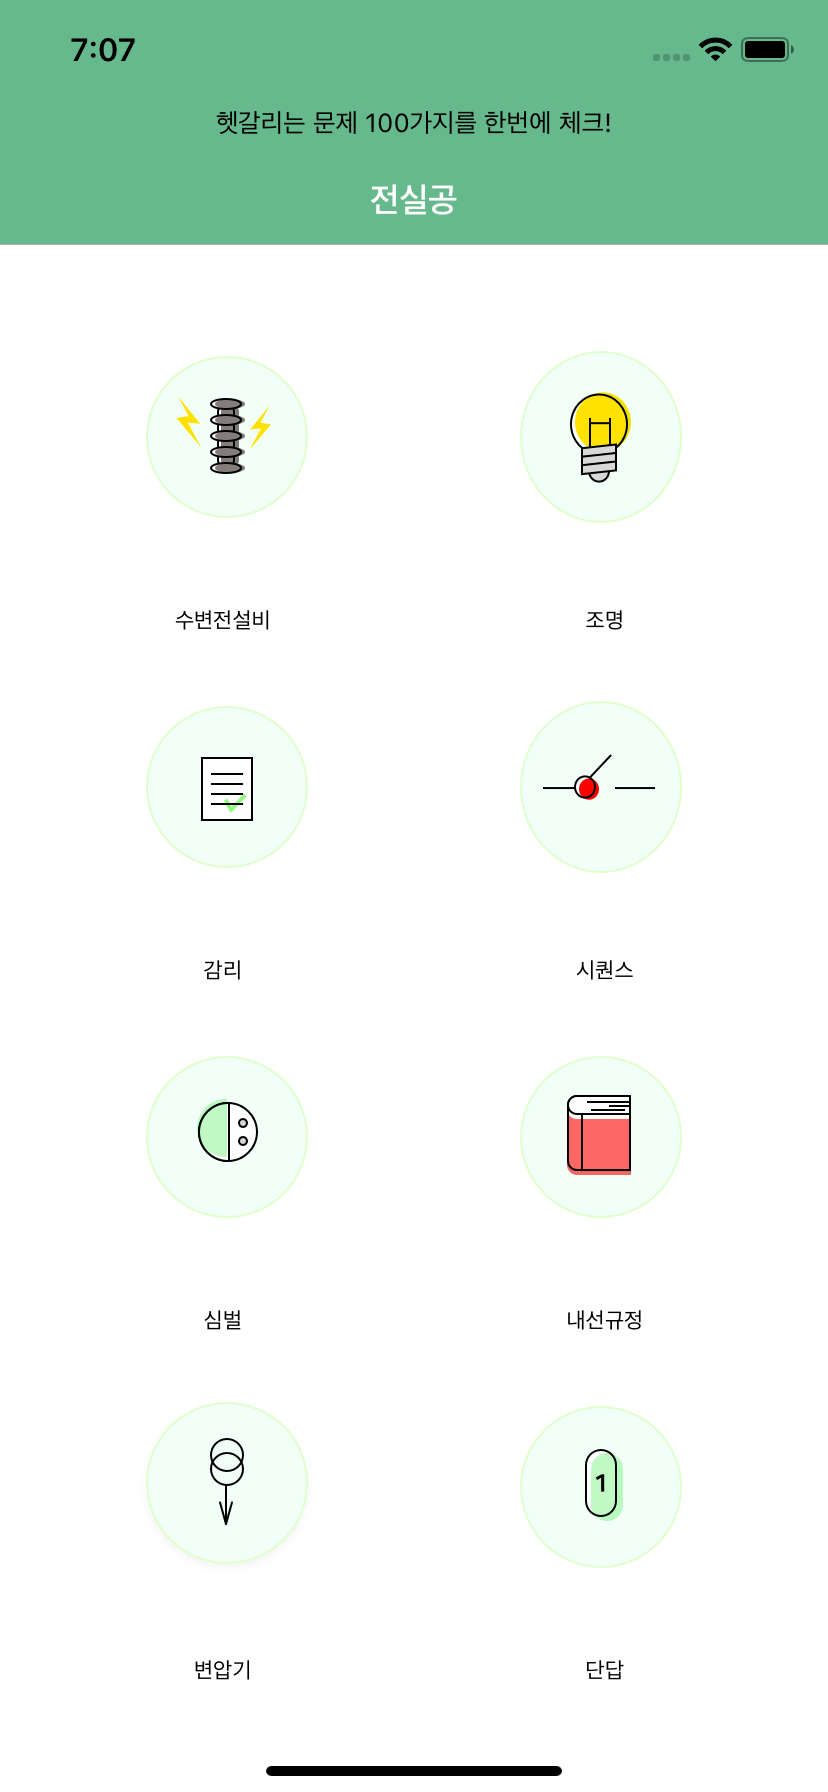 7:07
헷갈리는 문제 100가지를 한번에 체크!
전실공
수변전설비
조명
감리
시퀀스
심벌
내선규정
1
변압기
단답